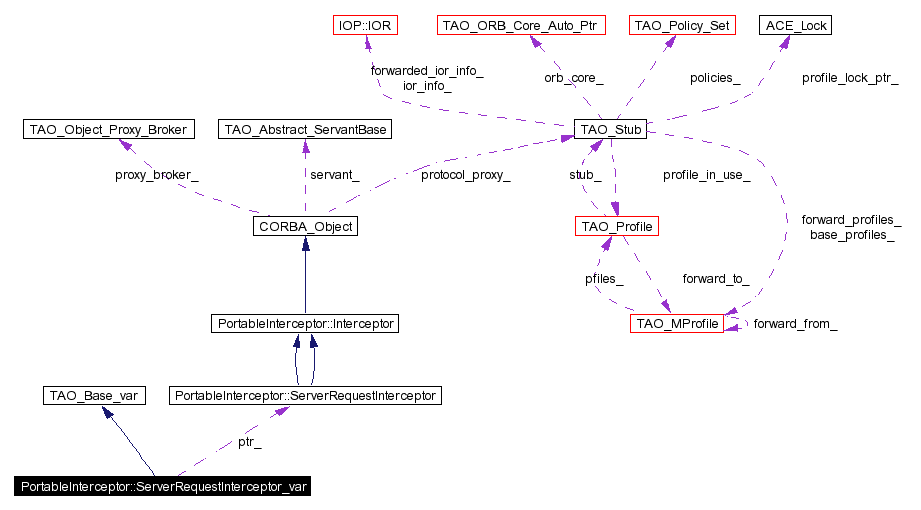 IOP::IOR
TAO_ORB_Core_Auto_Ptr
TAO_Policy_Set
ACE_Lock
forwarded_ior_info_
ior_info_
orb_core_
policies_
profile_lock_ptr_
TAO_Object_Proxy_Broker
TAO_Abstract_ServantBase
TAO_Stub
proxy_broker_
servant_
protocol_proxy_
stub_
profile_in_use_
CORBA_Object
TAO_Profile
forward_profiles_
base_profiles_
pfiles_
forward_to_
PortableInterceptor::Interceptor
TAO_MProfile
forward_from_
TAO_Base_var
PortableInterceptor::ServerRequestInterceptor
ptr_
PortableInterceptor::ServerRequestInterceptor_var